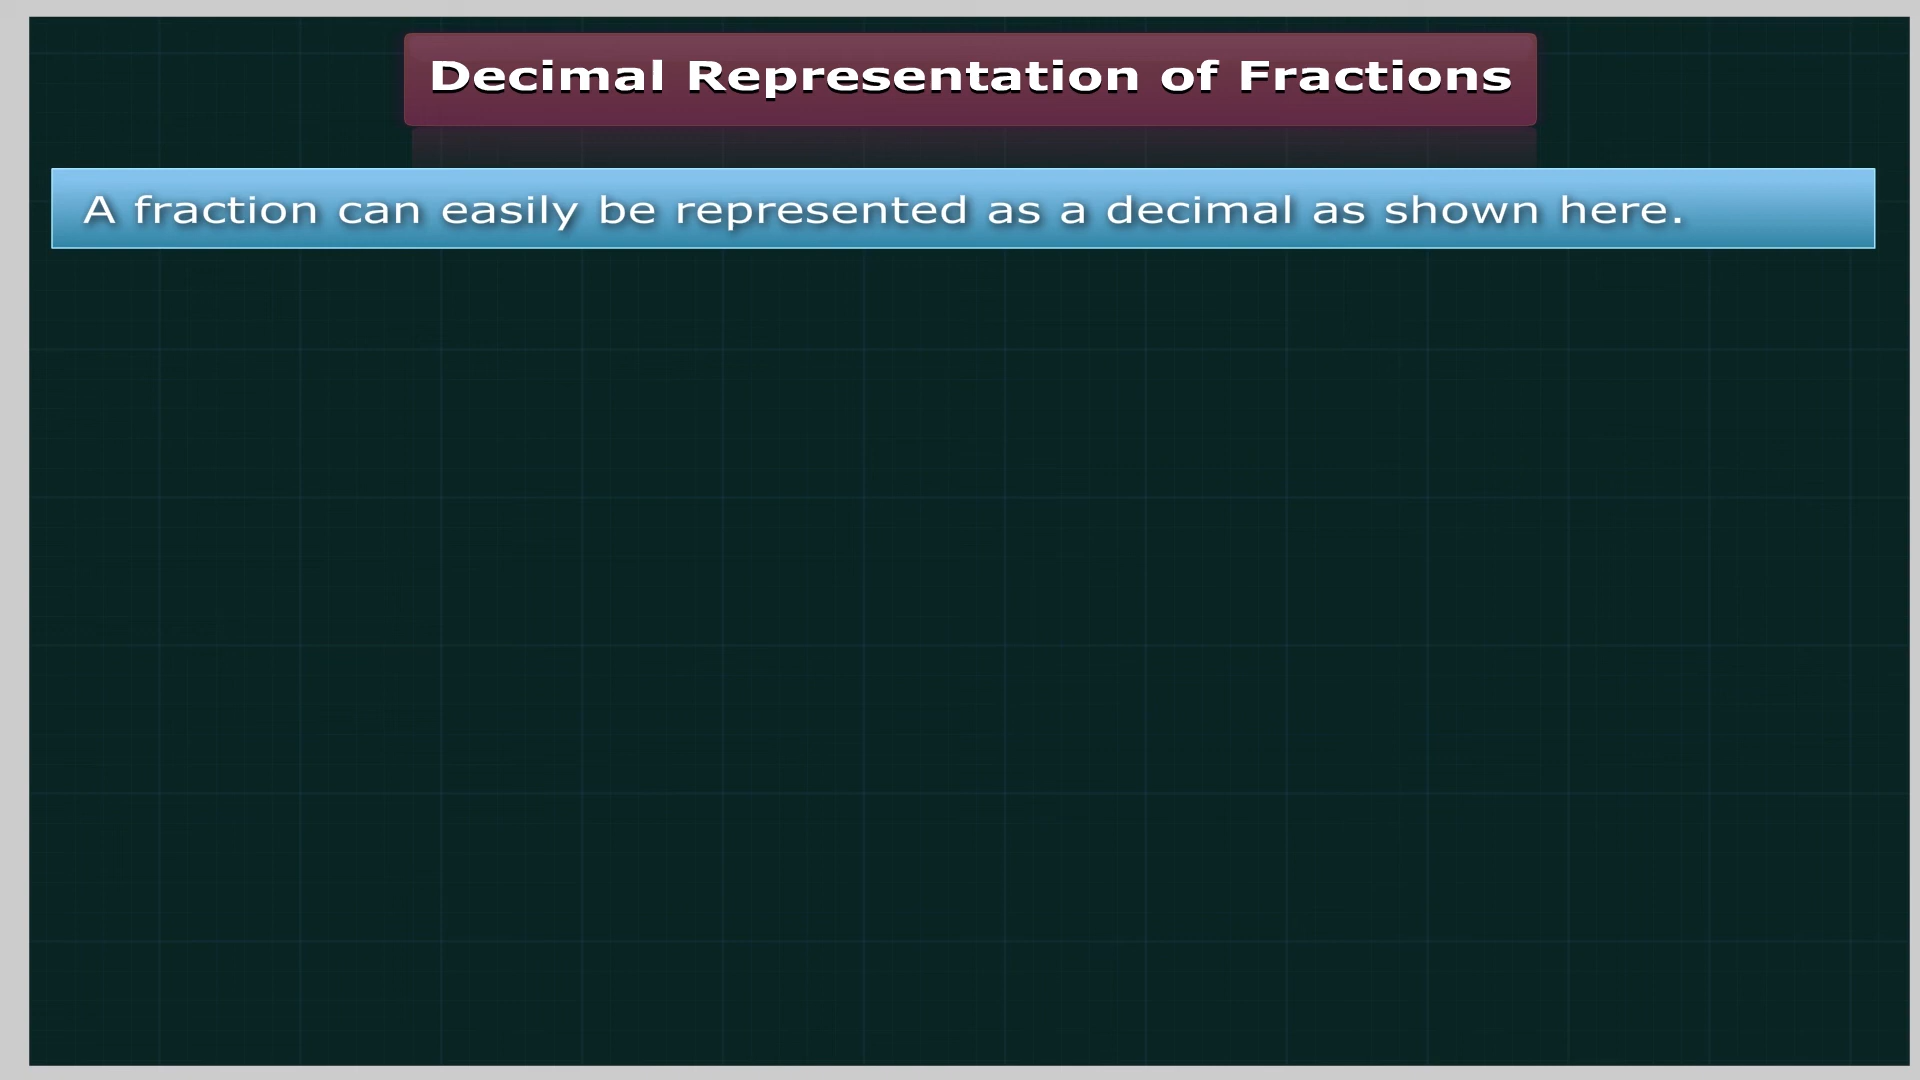 Decimal Representation of Fractions
A fraction can easily be represented as a decimal as shown here.